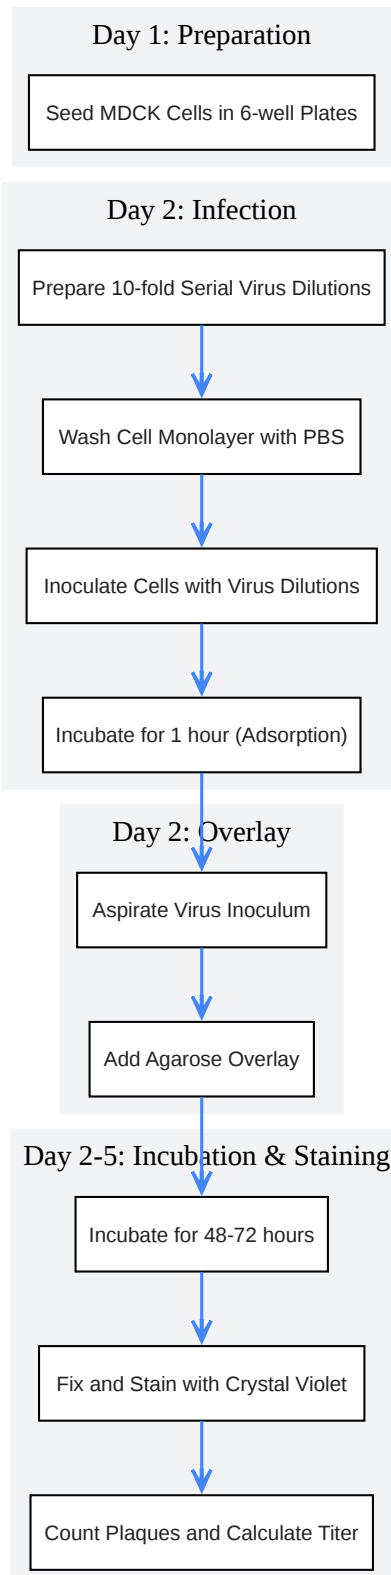 Day 1: Preparation
Seed MDCK Cells in 6-well Plates
Day 2: Infection
Prepare 10-fold Serial Virus Dilutions
Wash Cell Monolayer with PBS
Inoculate Cells with Virus Dilutions
Incubate for 1 hour (Adsorption)
Day 2: Overlay
Aspirate Virus Inoculum
Add Agarose Overlay
Day 2-5: Incubation & Staining
Incubate for 48-72 hours
Fix and Stain with Crystal Violet
Count Plaques and Calculate Titer